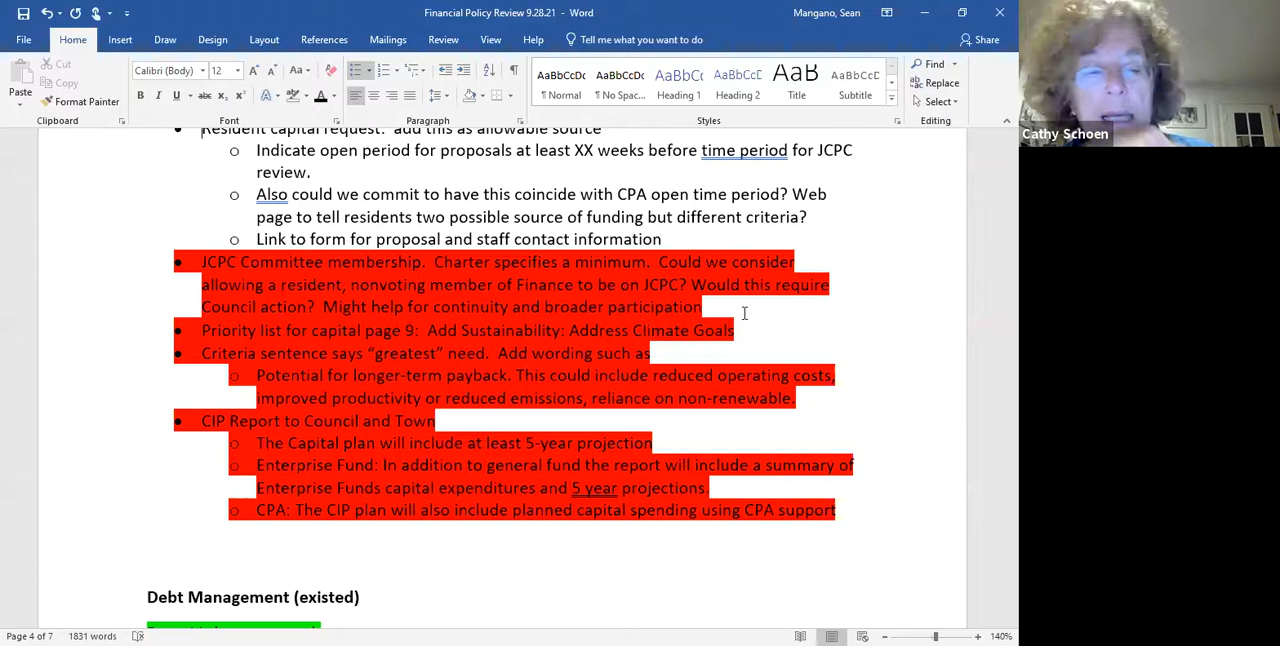 Financial Policy Review 9.28.21 - Word
Mangano, Sean
File Home Insert Draw Design Layout References Mailings Review View Help Tell me what you want to do Share
Paste
Cut
Copy
Format Painter
Clipboard
Calibri (Body) 12
Font
Paragraph
AaBbCcDc AaBbCcDc AaBbC AaBbCcD AaB AaBbCcD
¶ Normal ¶ No Spac... Heading 1 Heading 2 Title Subtitle
Styles
Find
Replace
Select
Editing
Cathy Schoen
• Resident capital request: add this as allowable source
o Indicate open period for proposals at least XX weeks before time period for JCPC
review.
o Also could we commit to have this coincide with CPA open time period? Web
page to tell residents two possible source of funding but different criteria?
o Link to form for proposal and staff contact information
• JCPC Committee membership. Charter specifies a minimum. Could we consider
allowing a resident, nonvoting member of Finance to be on JCPC? Would this require
Council action? Might help for continuity and broader participation
• Priority list for capital page 9: Add Sustainability: Address Climate Goals
• Criteria sentence says “greatest” need. Add wording such as
o Potential for longer-term payback. This could include reduced operating costs,
improved productivity or reduced emissions, reliance on non-renewable.
• CIP Report to Council and Town
o The Capital plan will include at least 5-year projection
o Enterprise Fund: In addition to general fund the report will include a summary of
Enterprise Funds capital expenditures and 5 year projections.
o CPA: The CIP plan will also include planned capital spending using CPA support
Debt Management (existed)
Page 4 of 7 1831 words
140%